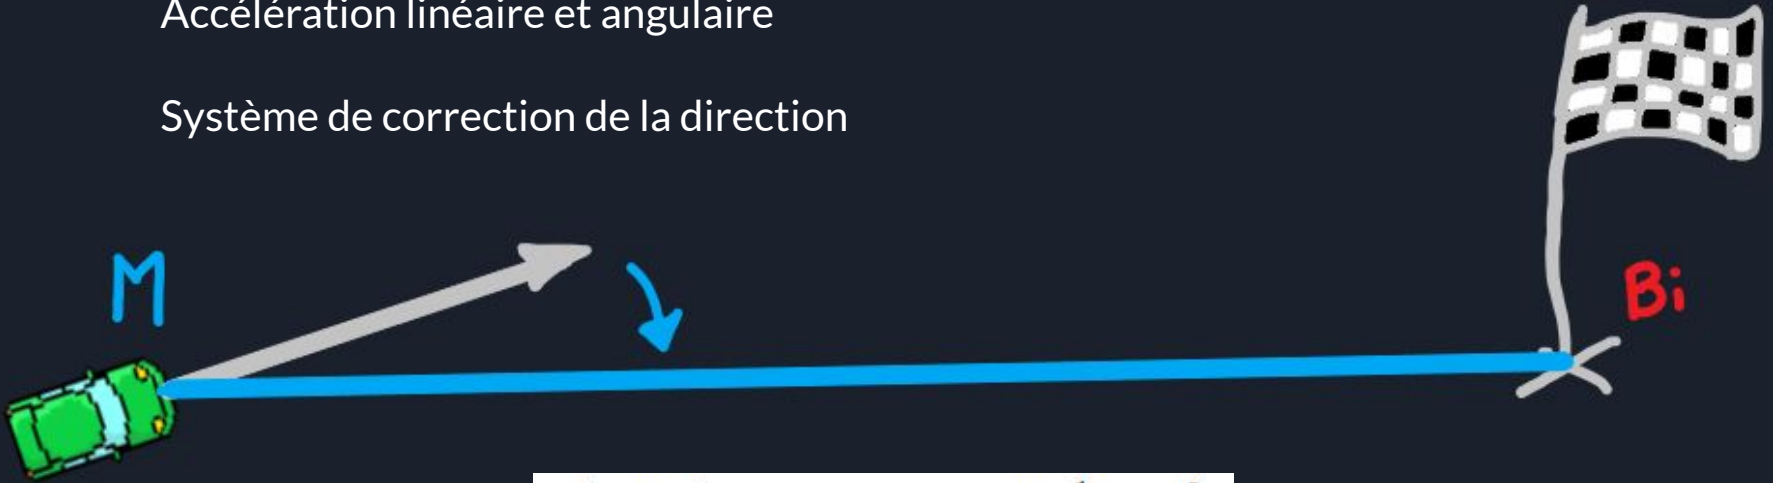 Accélération linéaire et angulaire
Système de correction de la direction
M
Bi